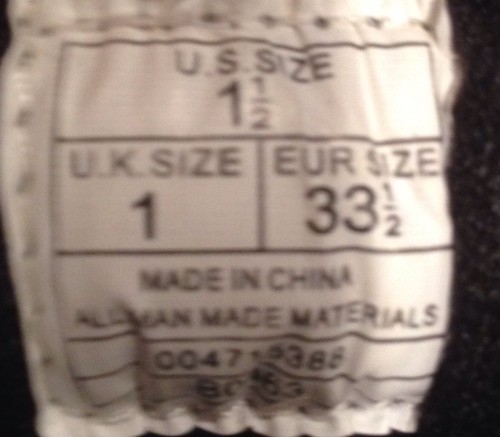 U.S.SIZE
1½
U.K.SIZE EUR SIZE
1 33½
MADE IN CHINA
ALL MAN MADE MATERIALS